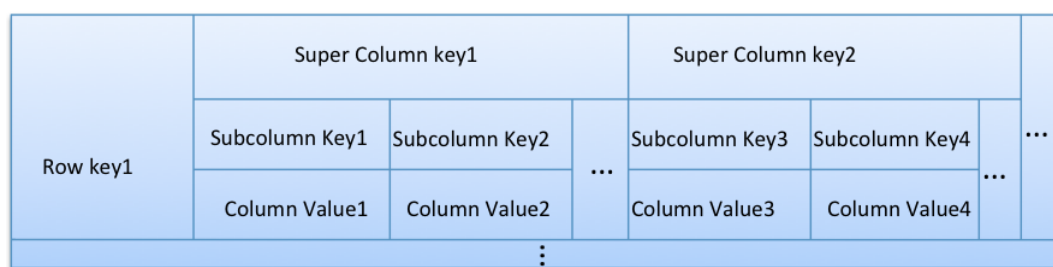 Super Column key1 Super Column key2
...
Subcolumn Key1 Subcolumn Key2 Subcolumn Key3 Subcolumn Key4
Row key1 ... ...
Column Value1 Column Value2 Column Value3 Column Value4
...